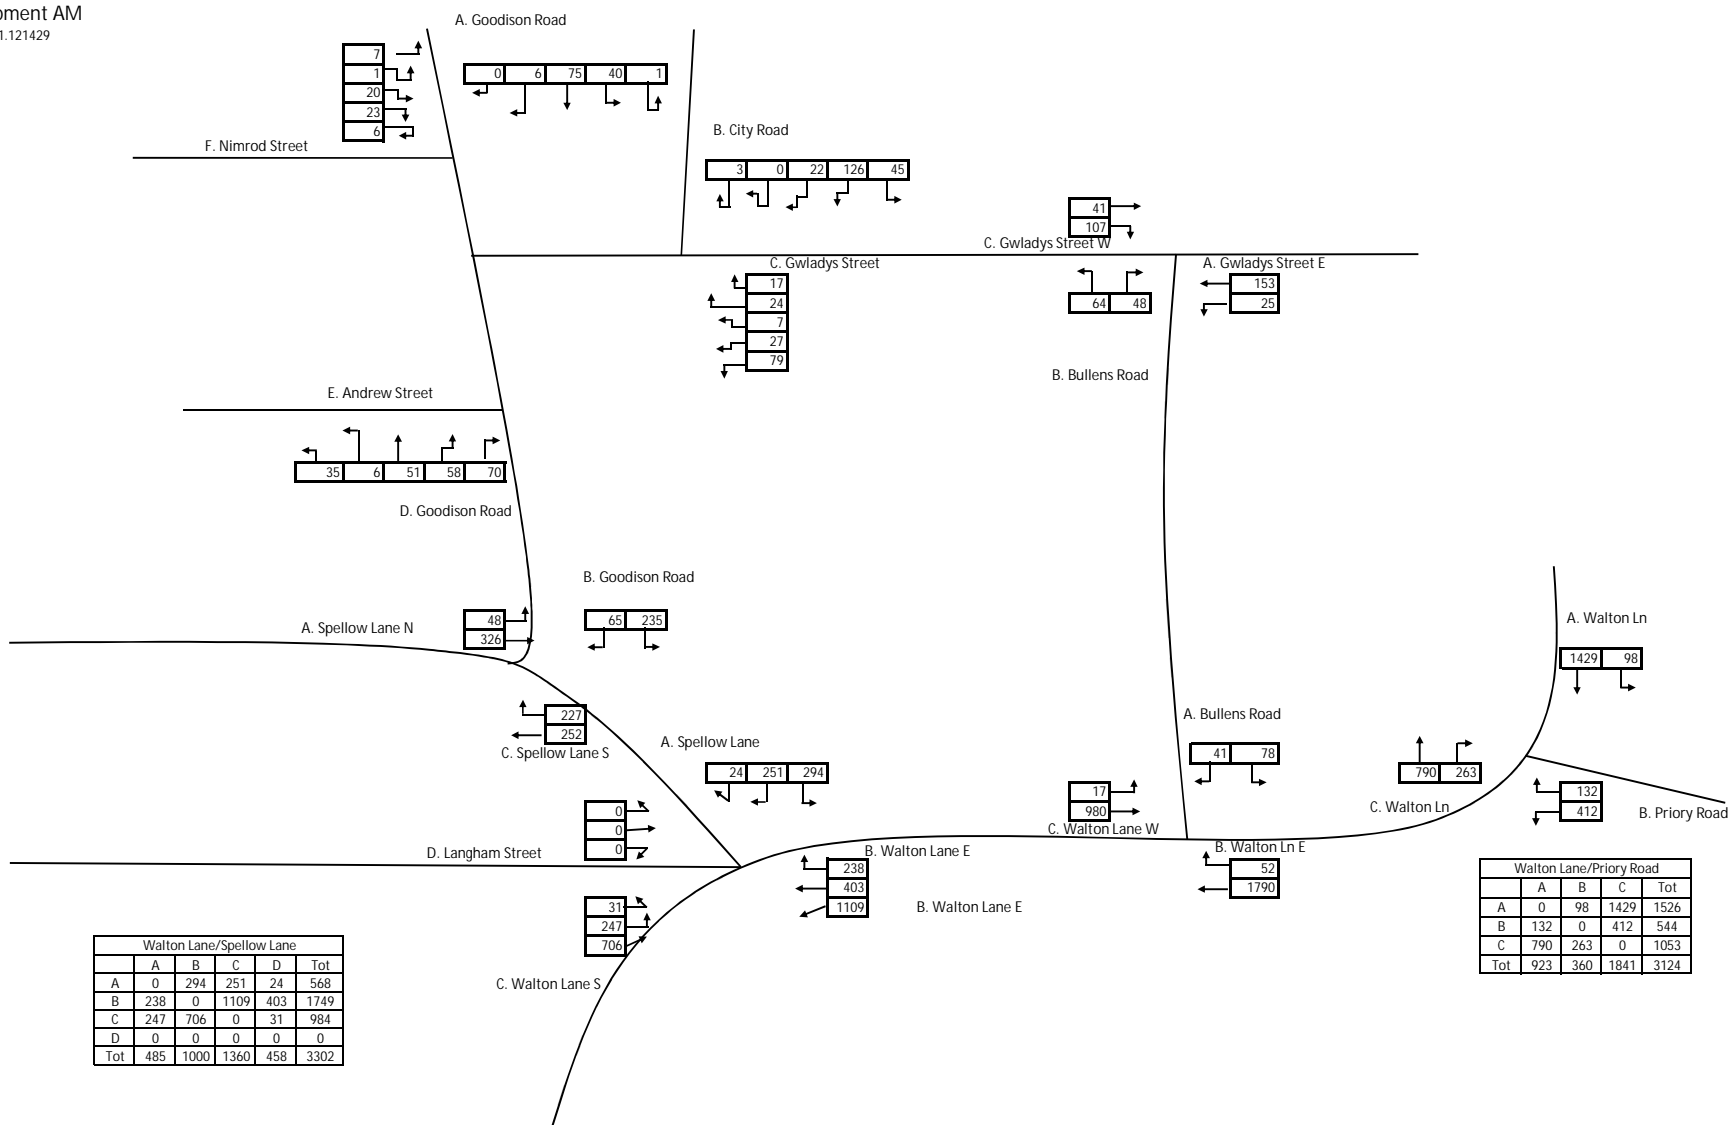 pment AM
1.121429
A. Goodison Road
7
1
20
23
6
0 6 75 40 1
B. City Road
F. Nimrod Street
3 0 22 126 45
41
107
C. Gwladys Street W
C. Gwladys Street
A. Gwladys Street E
17
24
7
27
79
64 48
153
25
B. Bullens Road
E. Andrew Street
35 6 51 58 70
D. Goodison Road
B. Goodison Road
A. Spellow Lane N
48
326
65 235
A. Walton Ln
1429 98
227
252
C. Spellow Lane S
A. Spellow Lane
24 251 294
A. Bullens Road
41 78
790 263
17
980
C. Walton Lane W
C. Walton Ln
132
412
B. Priory Road
0
0
0
D. Langham Street
B. Walton Lane E
238
403
1109
B. Walton Lane E
B. Walton Ln E
52
1790
31
247
706
C. Walton Lane S
Walton Lane/Priory Road
A B C Tot
A 0 98 1429 1526
B 132 0 412 544
C 790 263 0 1053
Tot 923 360 1841 3124
Walton Lane/Spellow Lane
A B C D Tot
A 0 294 251 24 568
B 238 0 1109 403 1749
C 247 706 0 31 984
D 0 0 0 0 0
Tot 485 1000 1360 458 3302